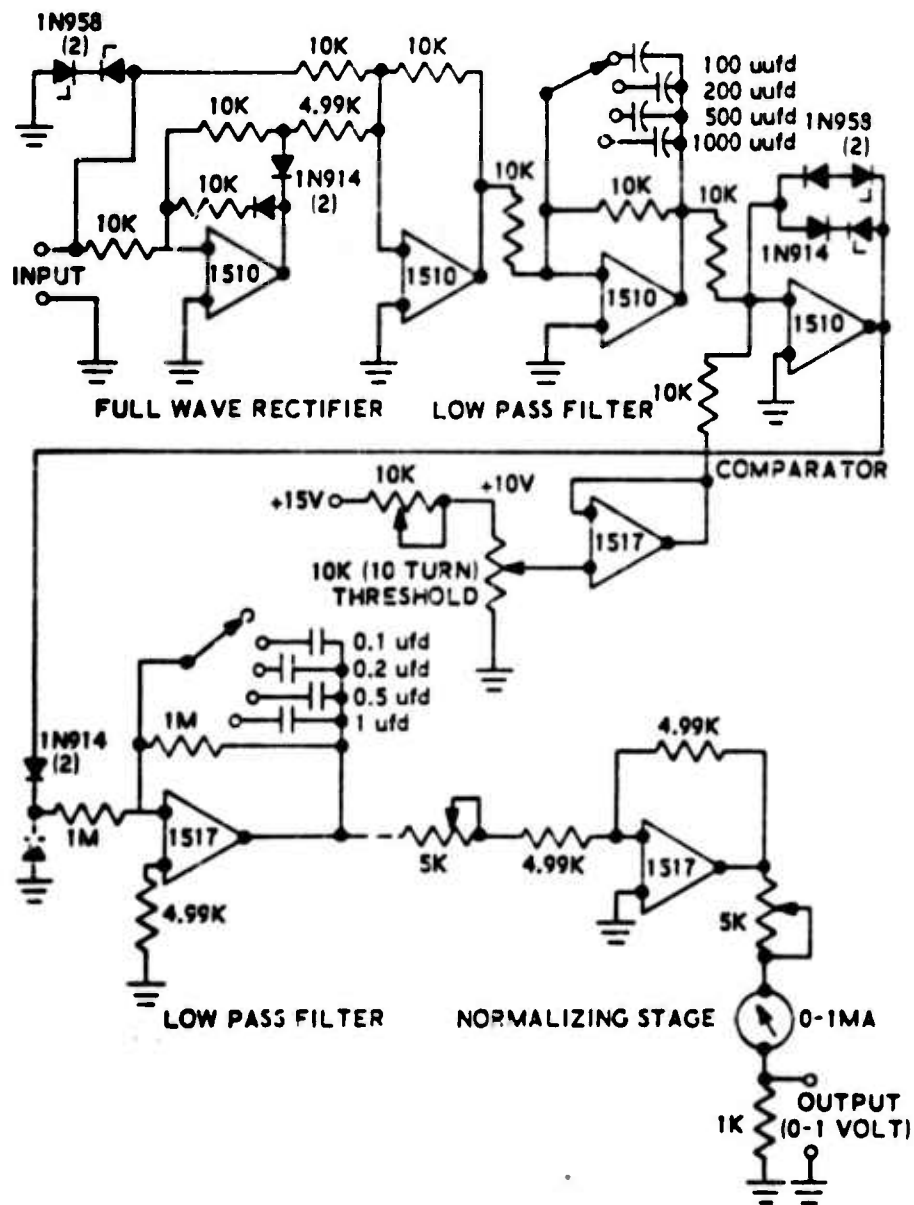 1N958
(2)
10K
10K
10K
4.99K
1N914
(2)
10K
10K
INPUT
1510
1510
FULL WAVE RECTIFIER
100 uufd
200 uufd
500 uufd
1000 uufd
1N958
(2)
10K
10K
10K
1N914
1510
1510
LOW PASS FILTER
10K
COMPARATOR
10K
+15V
+10V
1517
10K (10 TURN)
THRESHOLD
0.1 ufd
0.2 ufd
0.5 ufd
1 ufd
1M
1N914
(2)
1M
1517
4.99K
LOW PASS FILTER
4.99K
5K
4.99K
1517
5K
NORMALIZING STAGE
0-1MA
OUTPUT
(0-1 VOLT)
1K